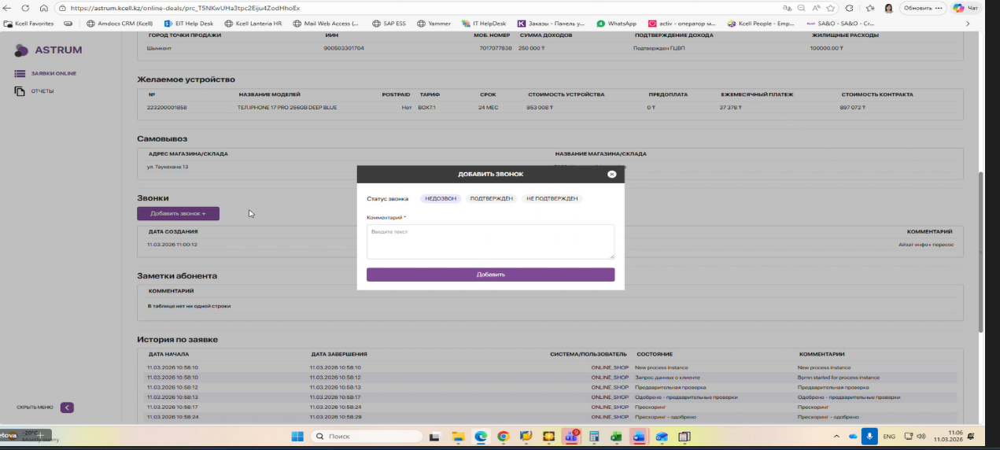 https://astrum.kcell.kz/online-deals/prc_T5NKwUHa3tpc2Eiju4ZodHhoEx
Обновить
Чат
Kcell Favorites
Amdocs CRM (Kcell)
EIT Help Desk
Kcell Lanteria HR
Mail Web Access (...
SAP ESS
Yammer
IT HelpDesk
Заказы - Панель у...
WhatsApp
activ - оператор м...
Kcell People - Emp...
SA&O - SA&O - Cr...
ASTRUM
ЗАЯВКИ ONLINE
ОТЧЕТЫ
ГОРОД ТОЧКИ ПРОДАЖИ ИИН МОБ. НОМЕР СУММА ДОХОДОВ ПОДТВЕРЖДЕНИЕ ДОХОДА ЖИЛИЩНЫЕ РАСХОДЫ
Шымкент 900503301704 7017077838 250 000 ₸ Подтвержден ГЦВП 100000.00 ₸
Желаемое устройство
№ НАЗВАНИЕ МОДЕЛЕЙ POSTPAID ТАРИФ СРОК СТОИМОСТЬ УСТРОЙСТВА ПРЕДОПЛАТА ЕЖЕМЕСЯЧНЫЙ ПЛАТЕЖ СТОИМОСТЬ КОНТРАКТА
223200001858 ТЕЛ.IPHONE 17 PRO 256GB DEEP BLUE Нет BOX7.1 24 МЕС 853 008 ₸ 0 ₸ 37 378 ₸ 897 072 ₸
Самовывоз
АДРЕС МАГАЗИНА/СКЛАДА НАЗВАНИЕ МАГАЗИНА/СКЛАДА
ул. Таукехана 13
ДОБАВИТЬ ЗВОНОК
Статус звонка НЕДОЗВОН ПОДТВЕРЖДЁН НЕ ПОДТВЕРЖДЕН
Комментарий *
Введите текст
Добавить
Звонки
Добавить звонок +
ДАТА СОЗДАНИЯ КОММЕНТАРИЙ
11.03.2026 11:00:12 Айзат инфо+ пересос
Заметки абонента
КОММЕНТАРИЙ
В таблице нет ни одной строки
История по заявке
ДАТА НАЧАЛА ДАТА ЗАВЕРШЕНИЯ СИСТЕМА/ПОЛЬЗОВАТЕЛЬ СОСТОЯНИЕ КОММЕНТАРИИ
11.03.2026 10:58:10 11.03.2026 10:58:10 ONLINE_SHOP New process instance New process instance
11.03.2026 10:58:10 11.03.2026 10:58:12 ONLINE_SHOP Запрос данных о клиенте Bpmn started for process instance
11.03.2026 10:58:12 11.03.2026 10:58:13 ONLINE_SHOP Предварительная проверка Предварительная проверка
11.03.2026 10:58:13 11.03.2026 10:58:17 ONLINE_SHOP Одобрено - предварительные проверки Одобрено - предварительные проверки
11.03.2026 10:58:17 11.03.2026 10:58:24 ONLINE_SHOP Прескоринг Прескоринг
11.03.2026 10:58:24 11.03.2026 10:58:29 ONLINE_SHOP Прескоринг - одобрено Прескоринг - одобрено
СКРЫТЬ МЕНЮ
etova
-20°C
Mostly sunny
Поиск
9
ENG
11:06
11.03.2026